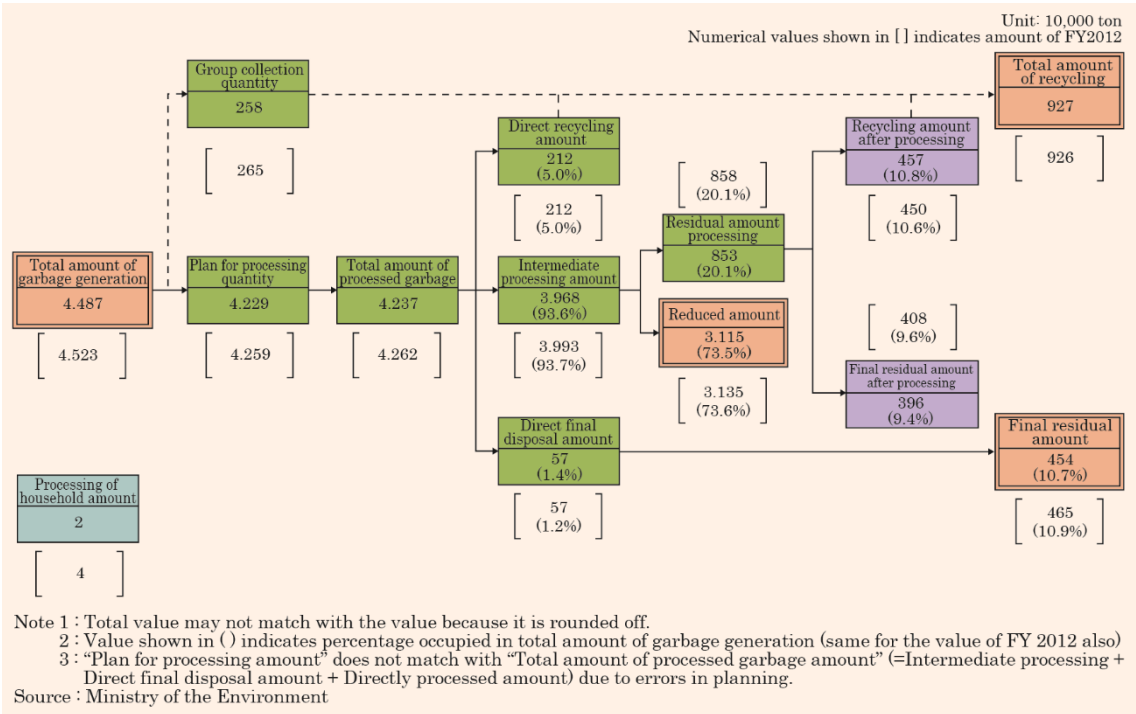 Unit: 10,000 ton
Numerical values shown in [ ] indicates amount of FY2012
Group collection
quantity
258
265
Total amount
of recycling
927
926
Direct recycling
amount
212
(5.0%)
212
(5.0%)
Recycling amount
after processing
457
(10.8%)
450
(10.6%)
858
(20.1%)
Residual amount
processing
853
(20.1%)
Total amount of
garbage generation
4.487
4.523
Plan for processing
quantity
4.229
4.259
Total amount of
processed garbage
4.237
4.262
Intermediate
processing amount
3.968
(93.6%)
3.993
(93.7%)
Reduced amount
3.115
(73.5%)
3.135
(73.6%)
408
(9.6%)
Final residual amount
after processing
396
(9.4%)
Direct final
disposal amount
57
(1.4%)
57
(1.2%)
Final residual
amount
454
(10.7%)
465
(10.9%)
Processing of
household amount
2
4
Note 1 : Total value may not match with the value because it is rounded off.
2 : Value shown in ( ) indicates percentage occupied in total amount of garbage generation (same for the value of FY 2012 also)
3 : “Plan for processing amount” does not match with “Total amount of processed garbage amount” (=Intermediate processing +
Direct final disposal amount + Directly processed amount) due to errors in planning.
Source : Ministry of the Environment